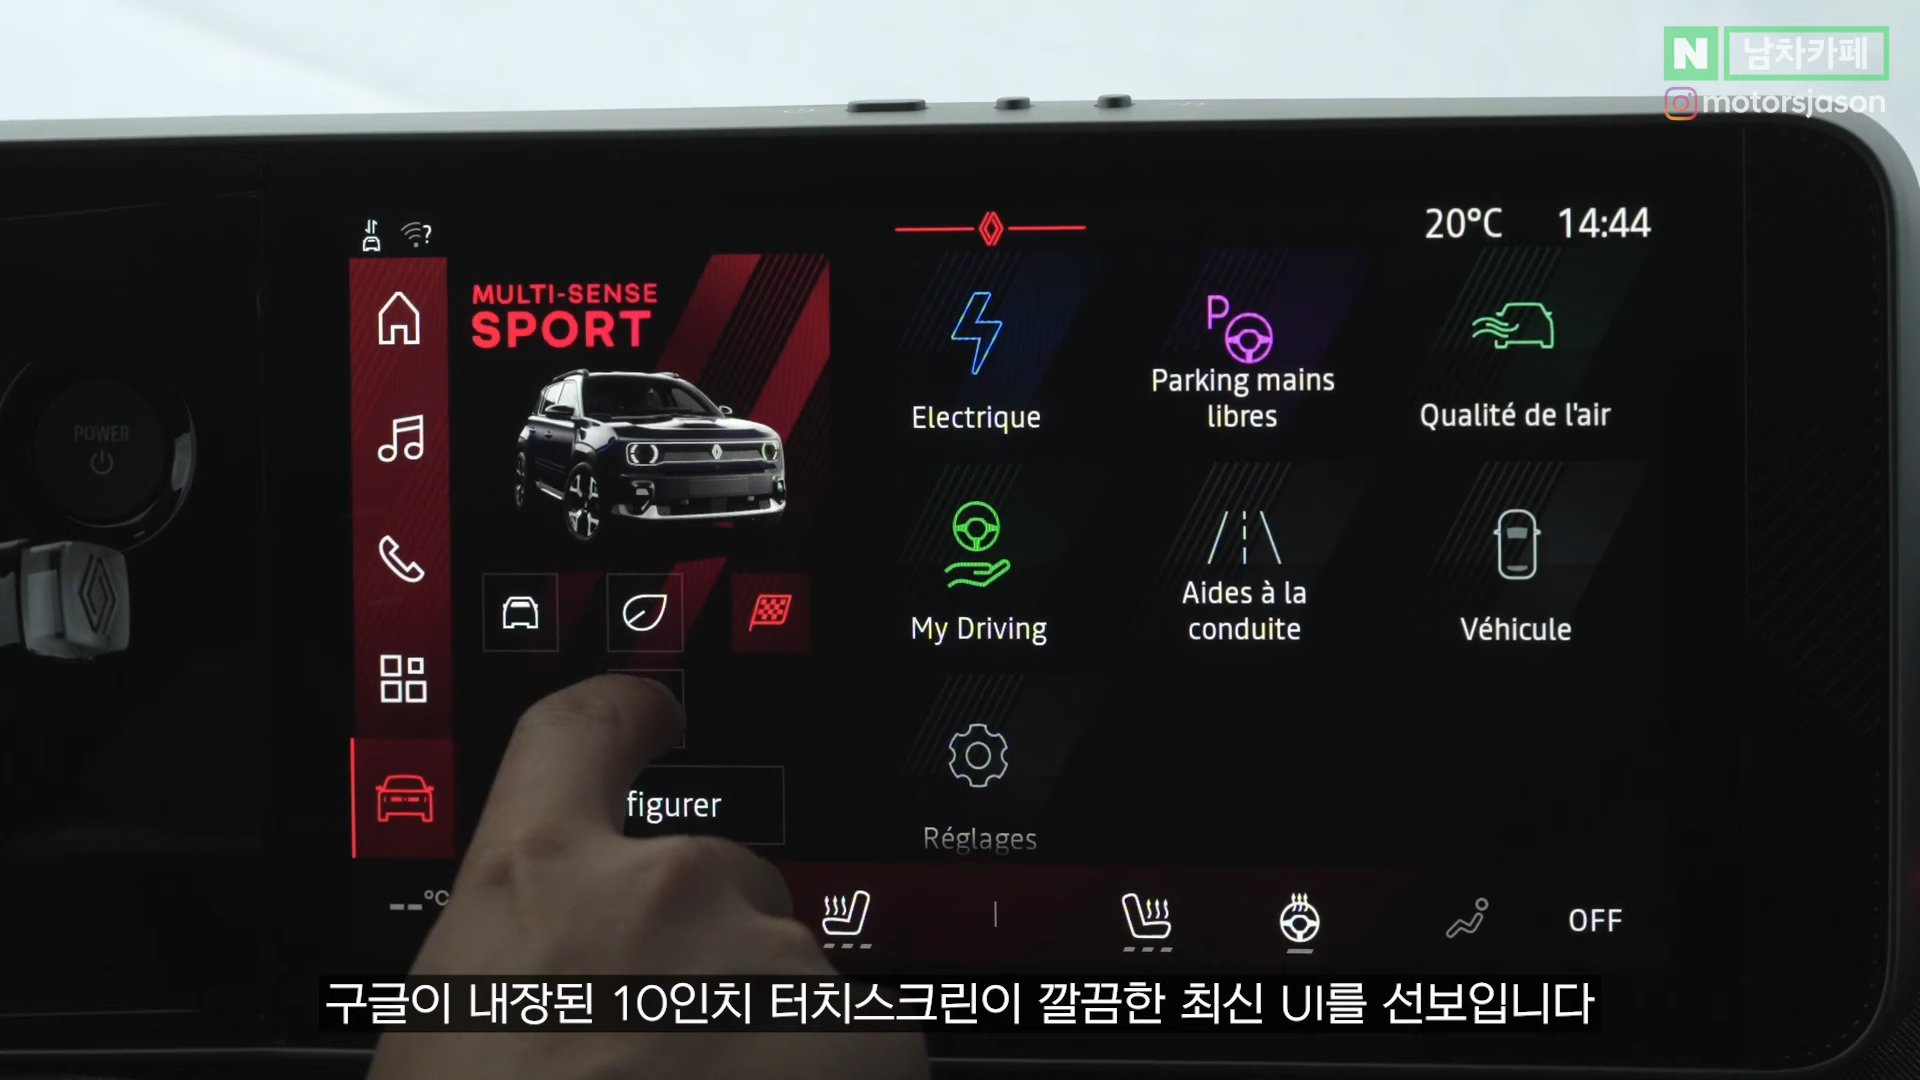 N 남차카페
motorsjason
20°C 14:44
MULTI-SENSE
SPORT
POWER
Electrique
Parking mains
libres
Qualité de l'air
My Driving
Aides à la
conduite
Véhicule
figurer
Réglages
--°C
OFF
구글이 내장된 10인치 터치스크린이 깔끔한 최신 UI를 선보입니다